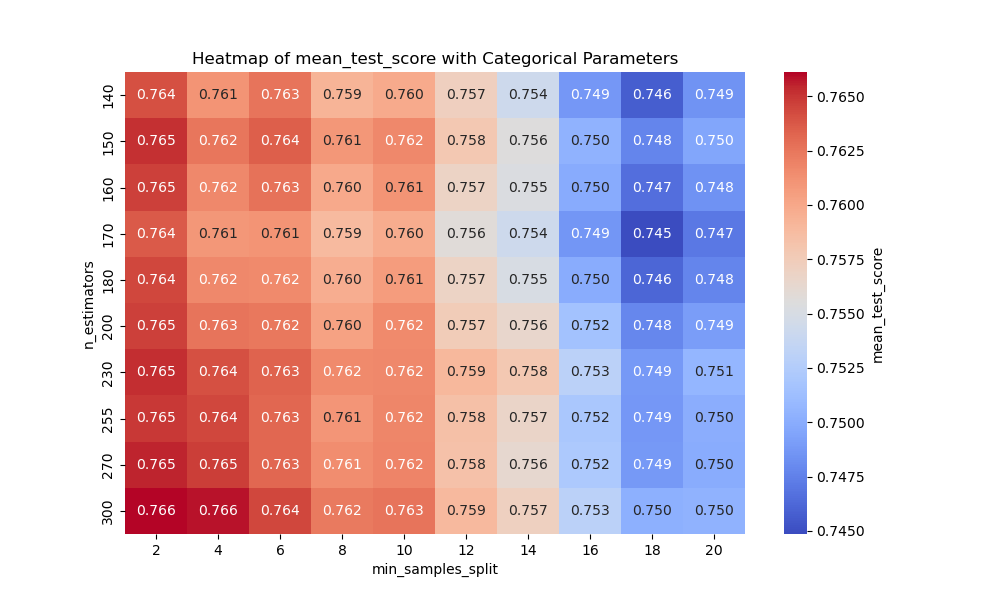 Heatmap of mean_test_score with Categorical Parameters
140 0.764 0.761 0.763 0.759 0.760 0.757 0.754 0.749 0.746 0.749
150 0.765 0.762 0.764 0.761 0.762 0.758 0.756 0.750 0.748 0.750
160 0.765 0.762 0.763 0.760 0.761 0.757 0.755 0.750 0.747 0.748
170 0.764 0.761 0.761 0.759 0.760 0.756 0.754 0.749 0.745 0.747
180 0.764 0.762 0.762 0.760 0.761 0.757 0.755 0.750 0.746 0.748
200 0.765 0.763 0.762 0.760 0.762 0.757 0.756 0.752 0.748 0.749
230 0.765 0.764 0.763 0.762 0.762 0.759 0.758 0.753 0.749 0.751
255 0.765 0.764 0.763 0.761 0.762 0.758 0.757 0.752 0.749 0.750
270 0.765 0.765 0.763 0.761 0.762 0.758 0.756 0.752 0.749 0.750
300 0.766 0.766 0.764 0.762 0.763 0.759 0.757 0.753 0.750 0.750
2 4 6 8 10 12 14 16 18 20
min_samples_split
n_estimators
0.7650
0.7625
0.7600
0.7575
0.7550
0.7525
0.7500
0.7475
0.7450
mean_test_score